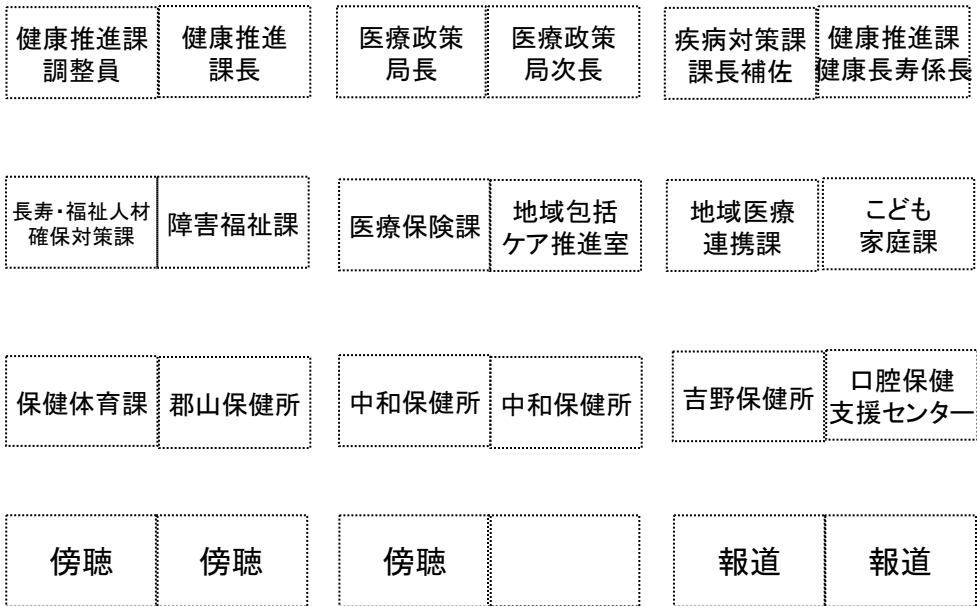 健康推進課
調整員
健康推進
課長
医療政策
局長
医療政策
局次長
疾病対策課
課長補佐
健康推進課
健康長寿係長
長寿・福祉人材
確保対策課
障害福祉課
医療保険課
地域包括
ケア推進室
地域医療
連携課
こども
家庭課
保健体育課
郡山保健所
中和保健所
中和保健所
吉野保健所
口腔保健
支援センター
傍聴
傍聴
傍聴
報道
報道